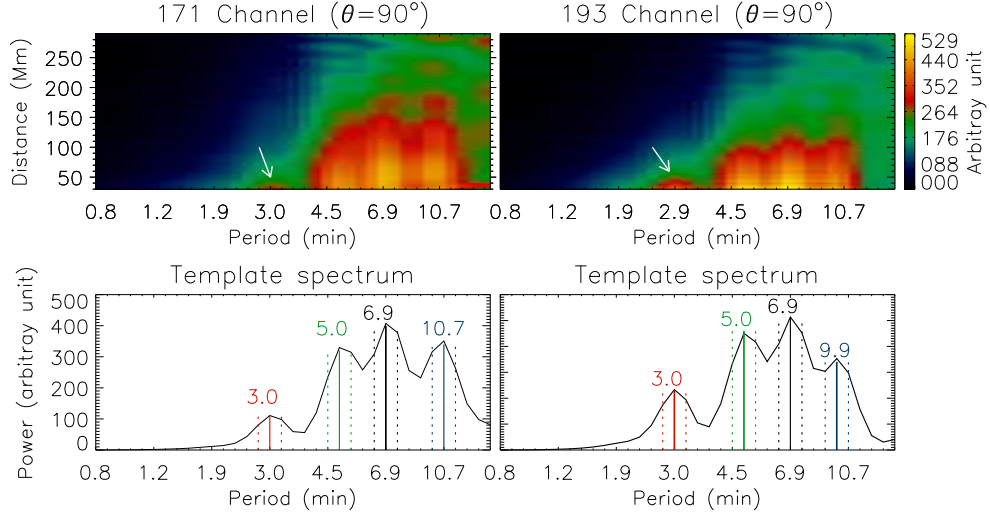 171 Channel (θ=90°)
193 Channel (θ=90°)
Distance (Mm)
250
200
150
100
50
0.8 1.2 1.9 3.0 4.5 6.9 10.7
Period (min)
0.8 1.2 1.9 2.9 4.5 6.9 10.7
Period (min)
529
440
352
264
176
088
000
Arbitray unit
Template spectrum
Template spectrum
Power (arbitray unit)
500
400
300
200
100
0
3.0
5.0
6.9
10.7
3.0
5.0
6.9
9.9
0.8 1.2 1.9 3.0 4.5 6.9 10.7
Period (min)
0.8 1.2 1.9 2.9 4.5 6.9 10.7
Period (min)